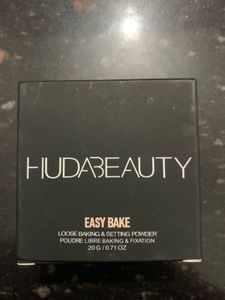 HUDABEAUTY
EASY BAKE
LOOSE BAKING & SETTING POWDER
POUDRE LIBRE BAKING & FIXATION
20 G / 0.71 OZ